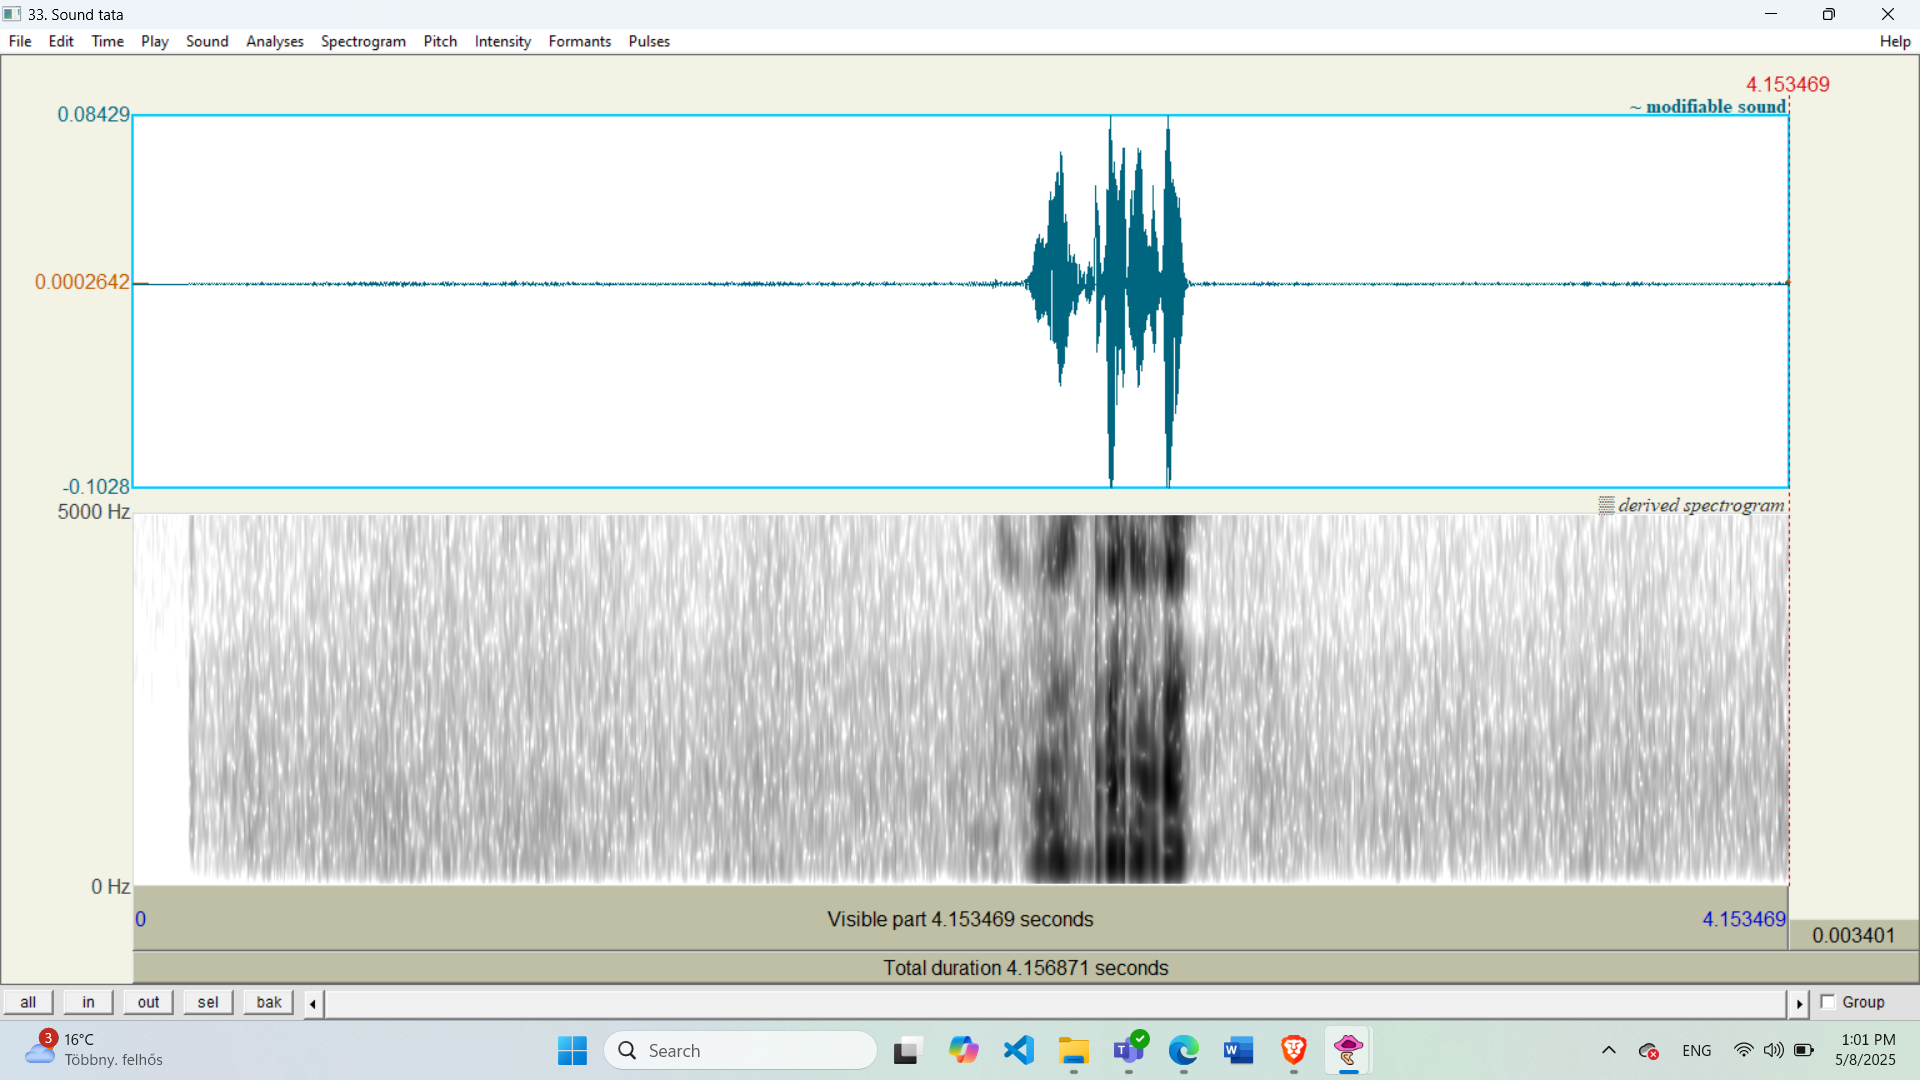 33. Sound tata
File Edit Time Play Sound Analyses Spectrogram Pitch Intensity Formants Pulses Help
4.153469
0.08429
~ modifiable sound
0.0002642
-0.1028
5000 Hz
derived spectrogram
0 Hz
0 Visible part 4.153469 seconds 4.153469
0.003401
Total duration 4.156871 seconds
all in out sel bak Group
3 16°C
Többny. felhős
Search
ENG
1:01 PM
5/8/2025